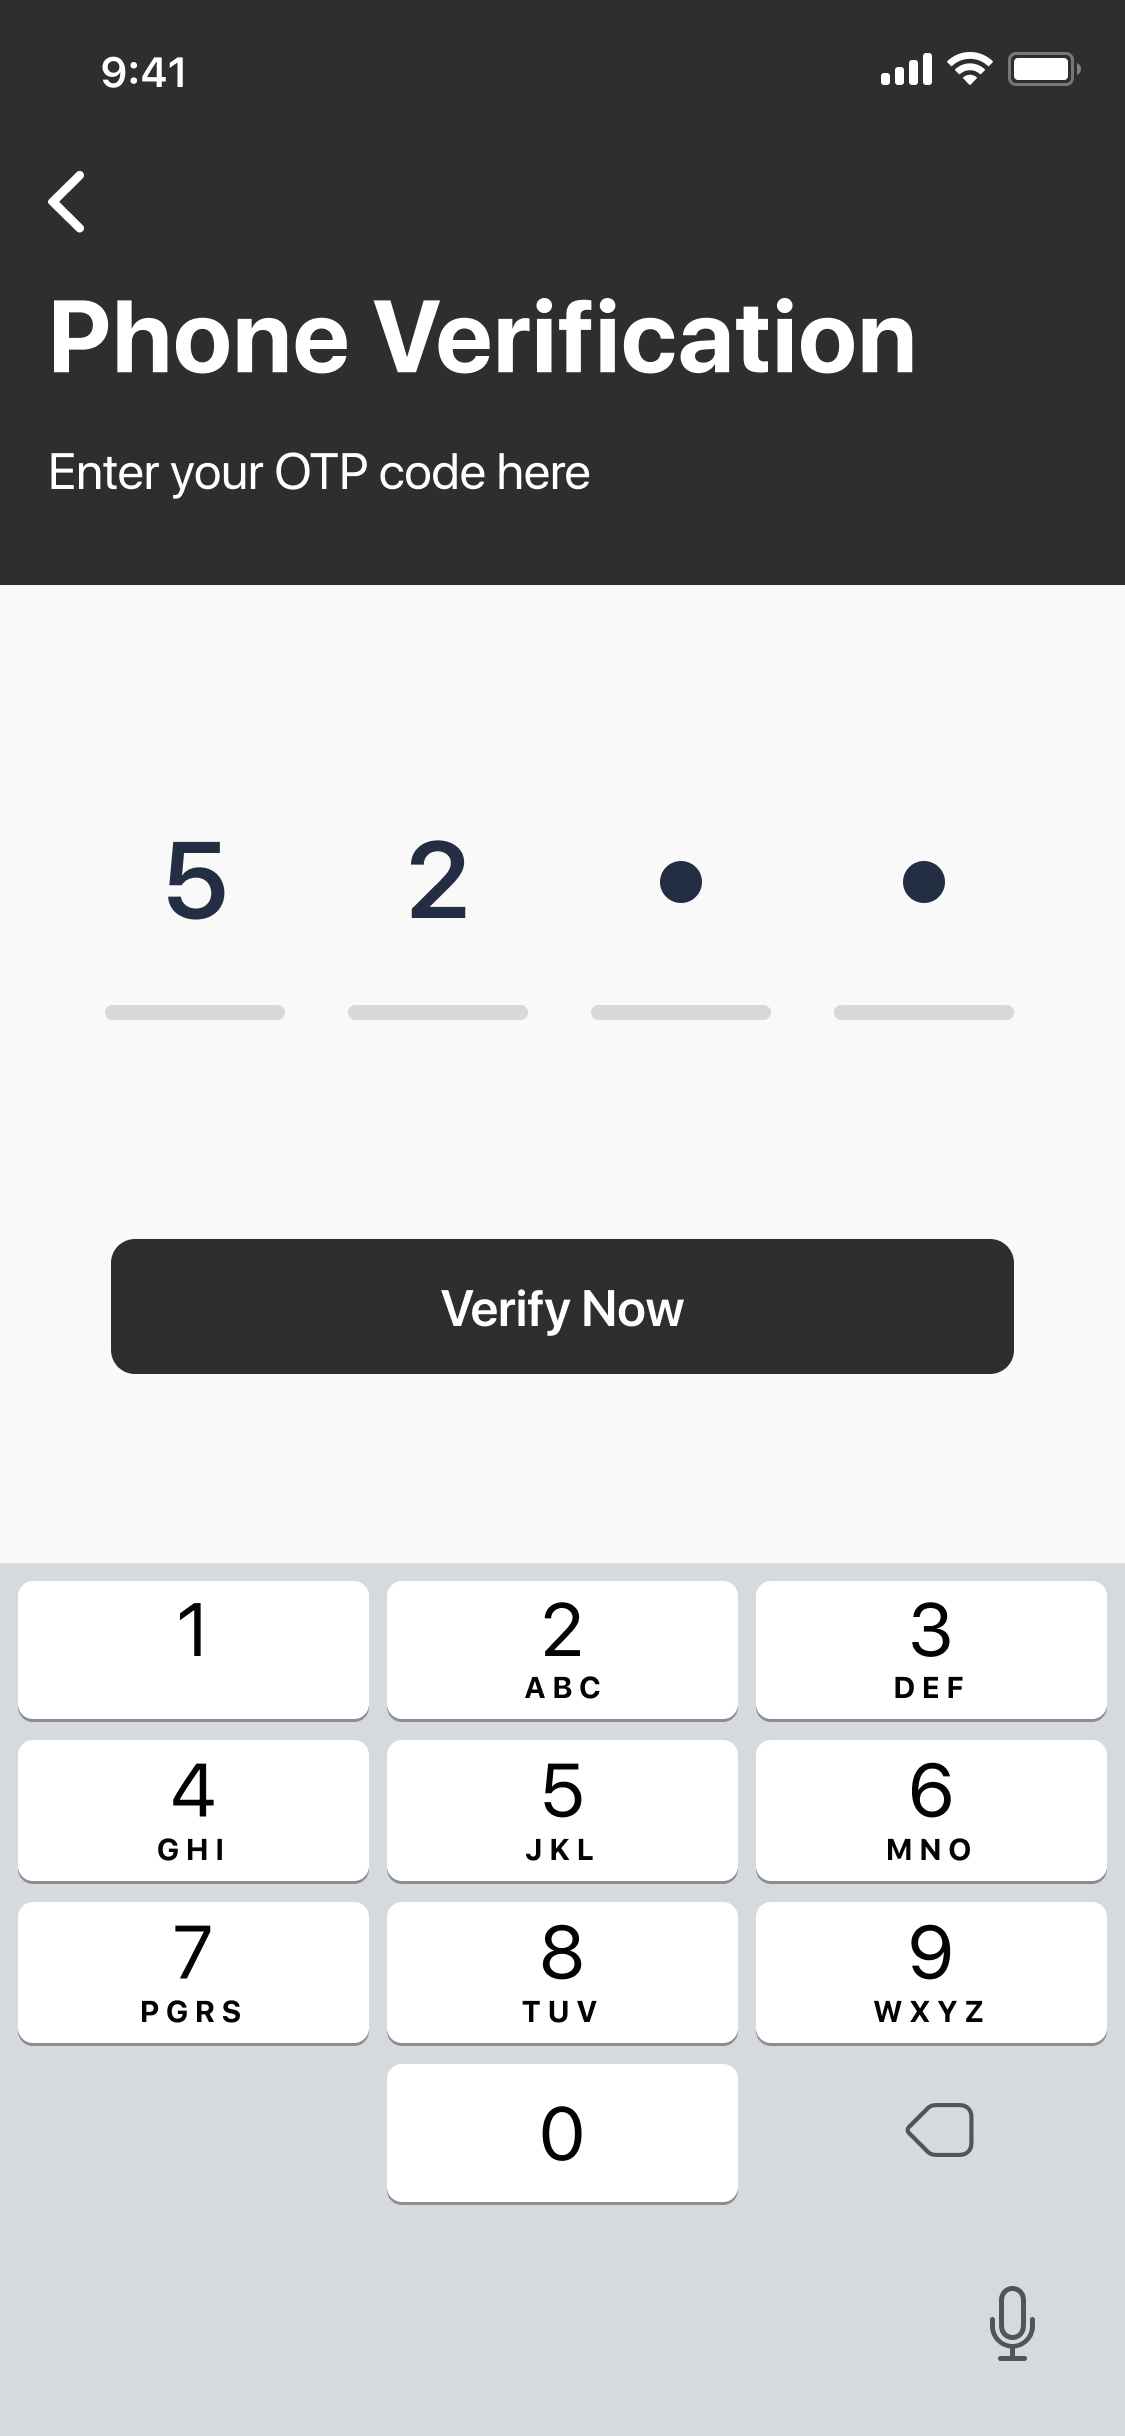 9:41
Phone Verification
Enter your OTP code here
5 2 • •
Verify Now
1 2 3
ABC DEF
4 5 6
GHI JKL MNO
7 8 9
PGRS TUV WXYZ
0